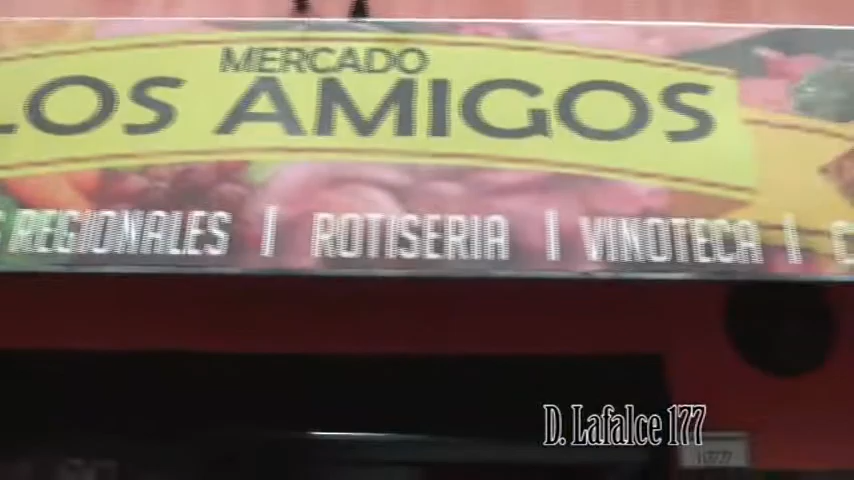 MERCADO
LOS AMIGOS
REGIONALES | ROTISERIA | VINOTECA |
D. Lafalce 177